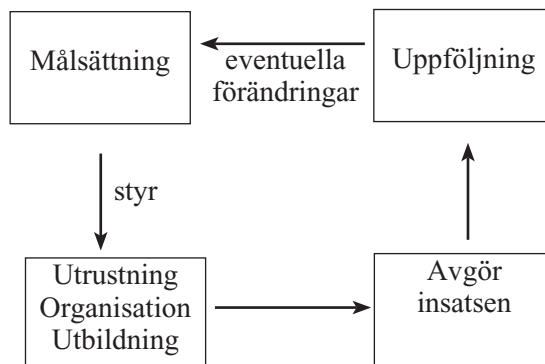 Målsättning
eventuella
förändringar
Uppföljning
styr
Utrustning
Organisation
Utbildning
Avgör
insatsen